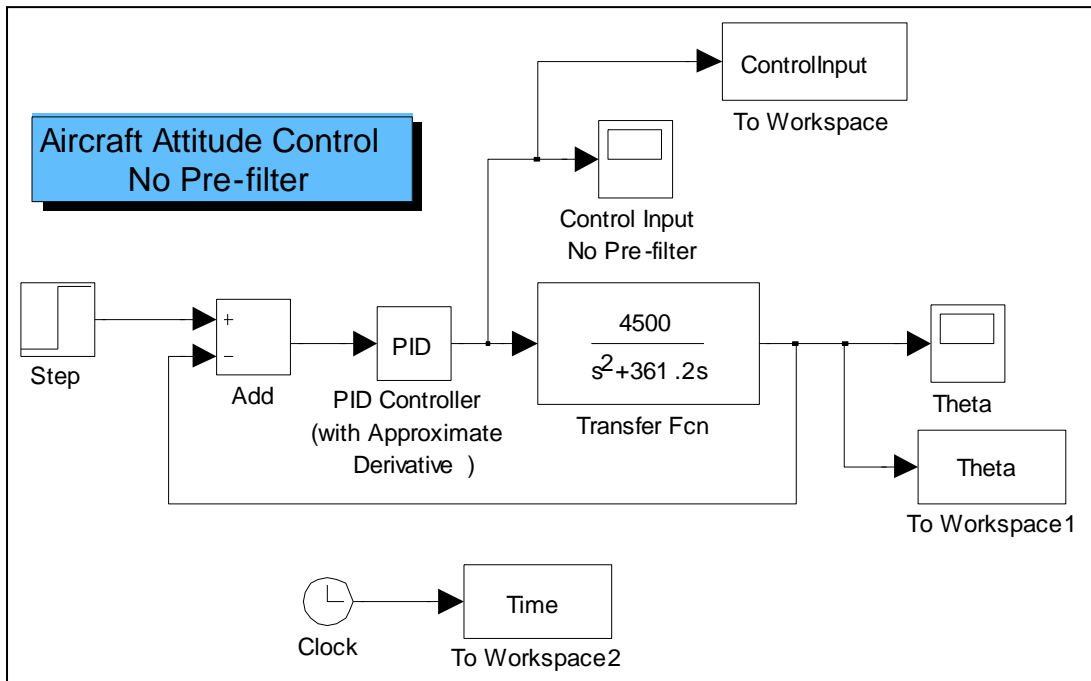 ControlInput
To Workspace
Aircraft Attitude Control
No Pre-filter
Control Input
No Pre-filter
+
−
Step
Add
PID
PID Controller
(with Approximate
Derivative )
4500
s²+361 .2s
Transfer Fcn
Theta
Theta
To Workspace1
Clock
Time
To Workspace2